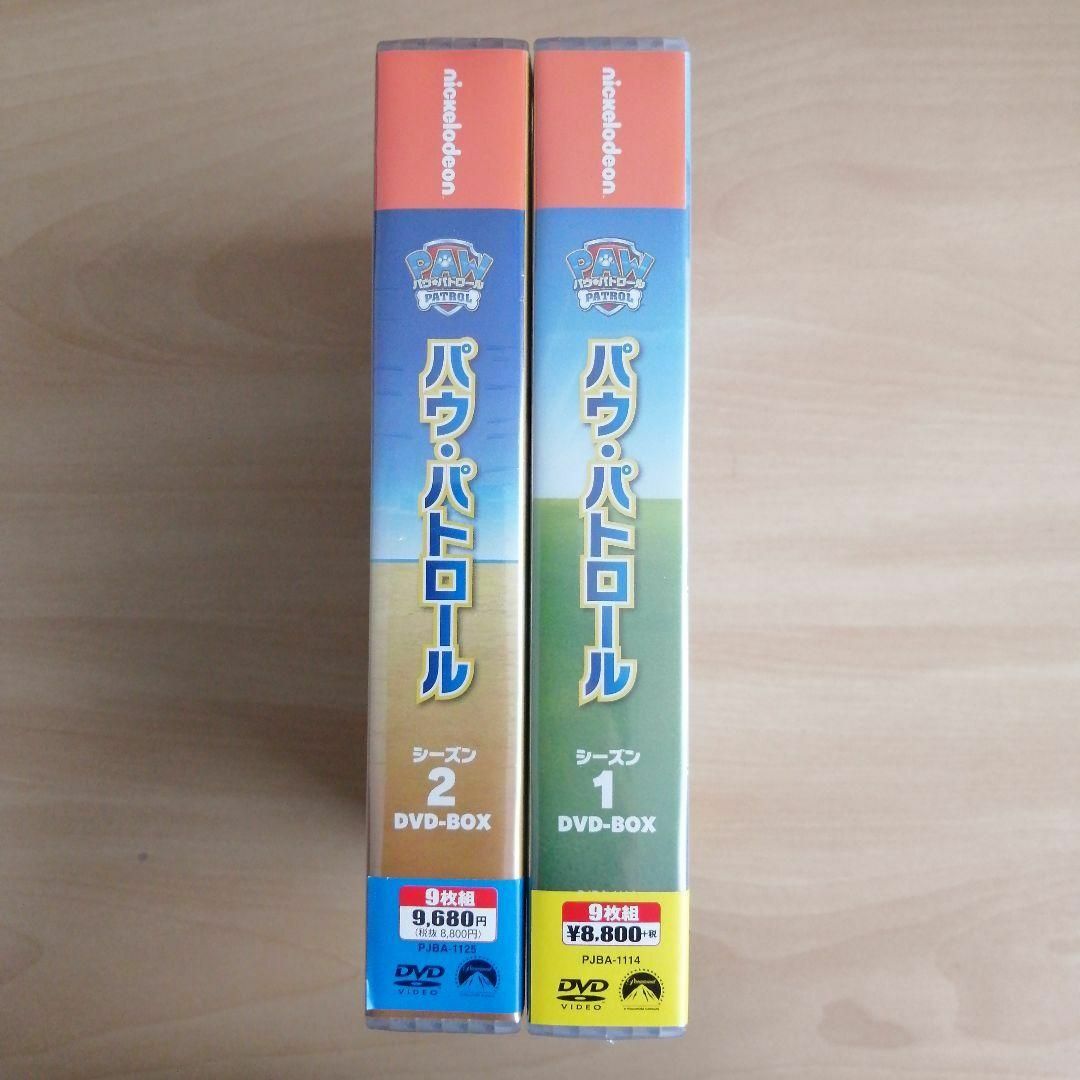 nickelodeon
PAW
パウ・パトロール
PATROL
パウ・パトロール
シーズン
2
DVD-BOX
9枚組
9,680円
(税抜 8,800円)
PJBA-1125
DVD
VIDEO
Paramount
nickelodeon
PAW
パウ・パトロール
PATROL
パウ・パトロール
シーズン
1
DVD-BOX
9枚組
¥8,800+税
PJBA-1114
DVD
VIDEO
Paramount